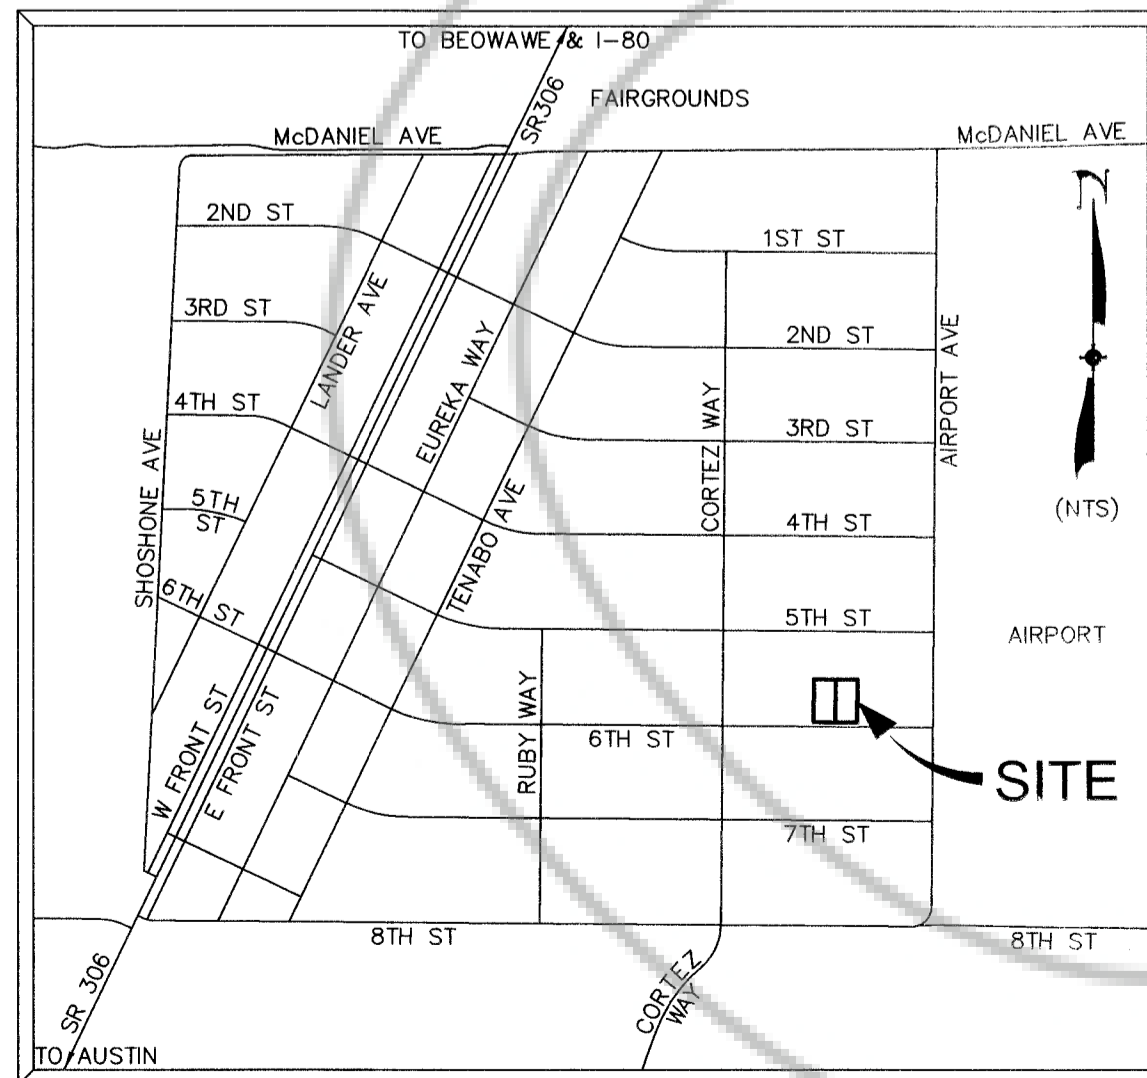 TO BEOWAWE & I-80
SR306
FAIRGROUNDS
McDANIEL AVE
McDANIEL AVE
N
2ND ST
1ST ST
3RD ST
LANDER AVE
2ND ST
EUREKA WAY
AIRPORT AVE
4TH ST
CORTEZ WAY
3RD ST
SHOSHONE AVE
5TH
ST
TENABO AVE
4TH ST
(NTS)
6TH ST
5TH ST
AIRPORT
W FRONT ST
E FRONT ST
RUBY WAY
6TH ST
SITE
7TH ST
8TH ST
8TH ST
SR 306
CORTEZ
WAY
TO AUSTIN